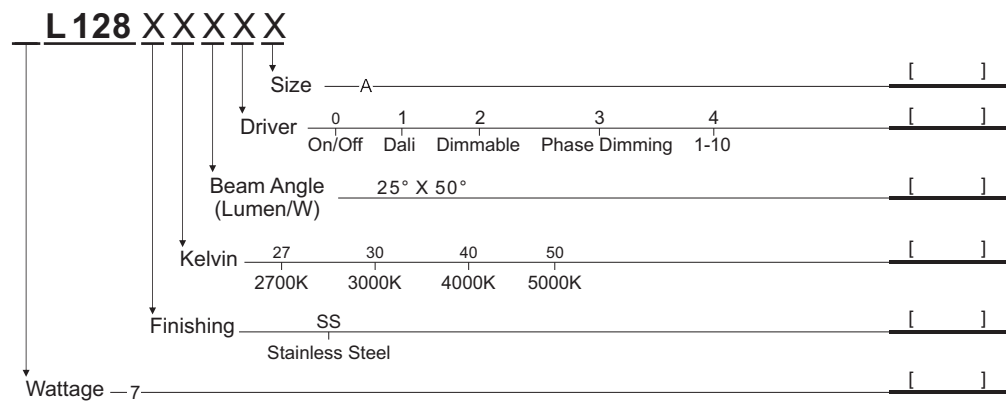 _ L128 X X X X X
Size A [ ]
0 1 2 3 4 [ ]
Driver
On/Off Dali Dimmable Phase Dimming 1-10
Beam Angle 25° X 50° [ ]
(Lumen/W)
27 30 40 50 [ ]
Kelvin
2700K 3000K 4000K 5000K
Finishing SS [ ]
Stainless Steel
Wattage 7 [ ]